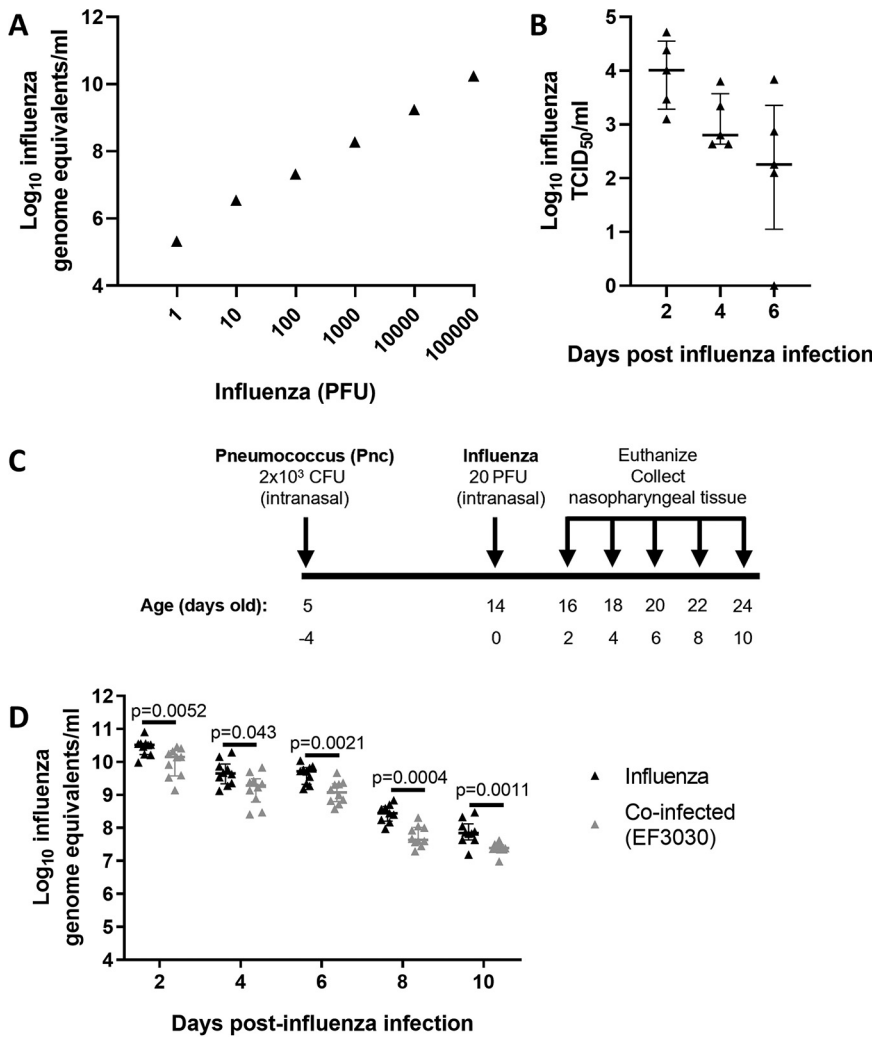 A
Log10 influenza
genome equivalents/ml
12
10
8
6
4
1
10
100
1000
10000
100000
Influenza (PFU)
B
Log10 influenza
TCID50/ml
5
4
3
2
1
0
2 4 6
Days post influenza infection
C
Pneumococcus (Pnc)
2x10³ CFU
(intranasal)
Influenza
20 PFU
(intranasal)
Euthanize
Collect
nasopharyngeal tissue
Age (days old): 5 14 16 18 20 22 24
-4 0 2 4 6 8 10
D
Log10 influenza
genome equivalents/ml
12
11
10
9
8
7
6
5
4
p=0.0052
p=0.043
p=0.0021
p=0.0004
p=0.0011
2 4 6 8 10
Days post-influenza infection
Influenza
Co-infected
(EF3030)